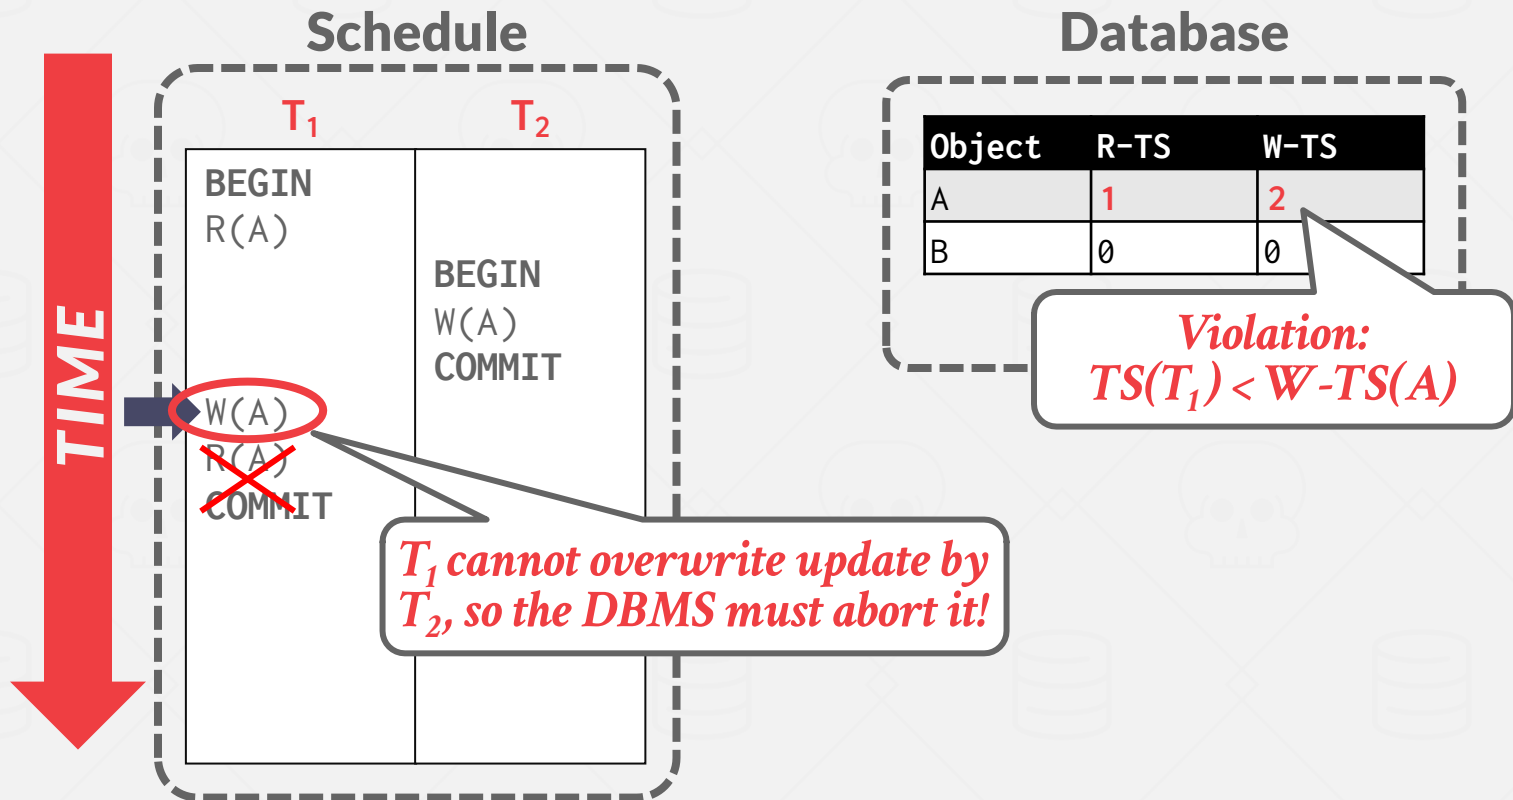 Schedule
Database
TIME
T₁ T₂
BEGIN
R(A)
BEGIN
W(A)
COMMIT
W(A)
R(A)
COMMIT
T₁ cannot overwrite update by
T₂, so the DBMS must abort it!
Object R-TS W-TS
A 1 2
B 0 0
Violation:
TS(T₁) < W-TS(A)